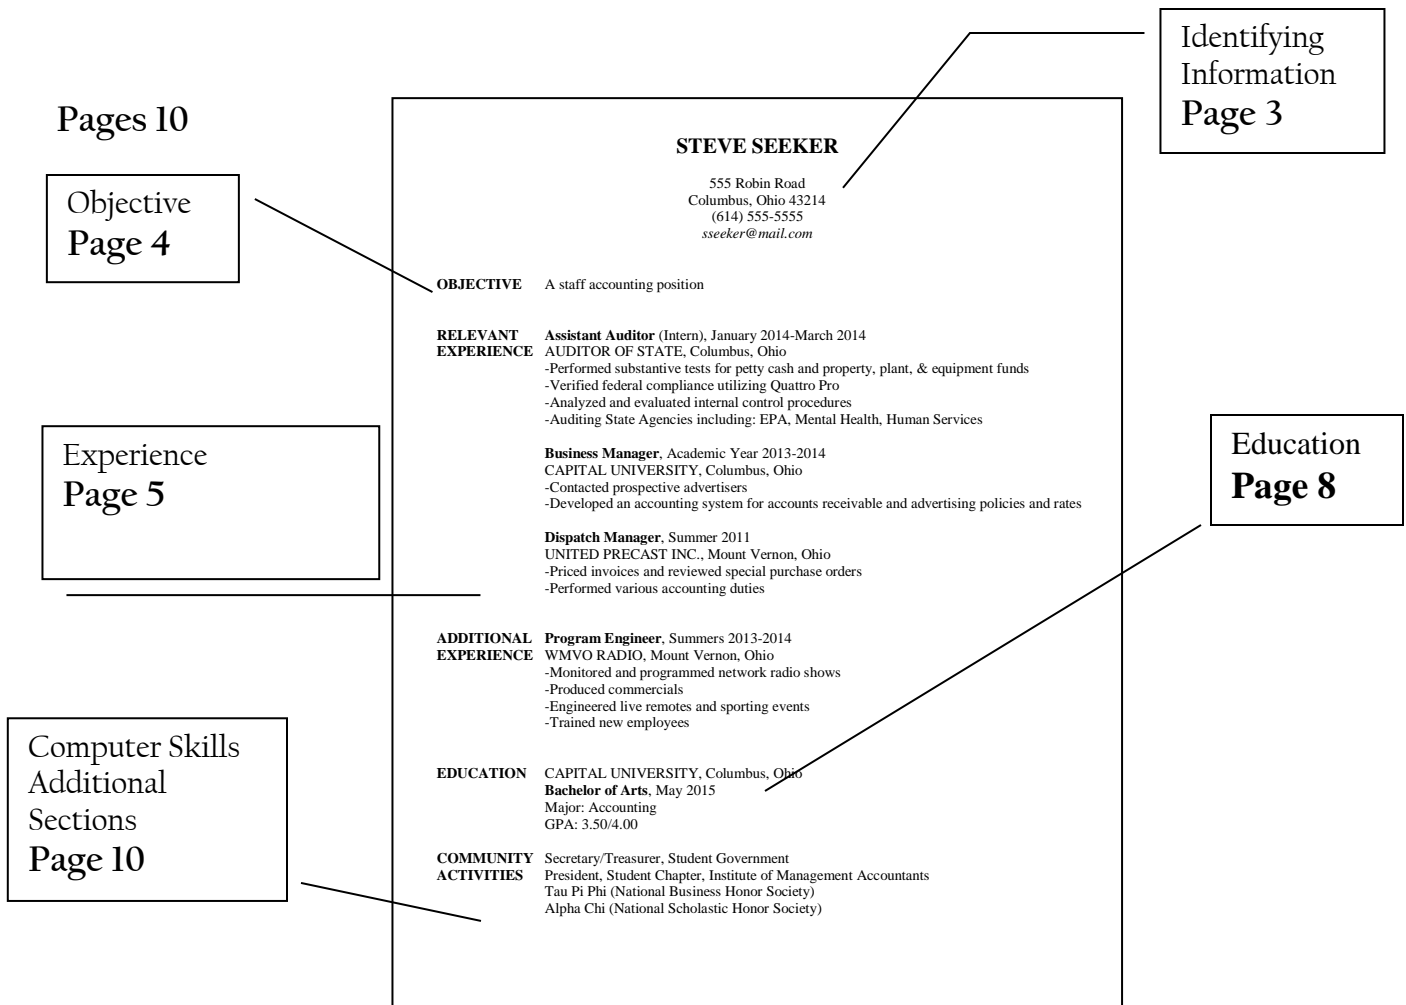 Identifying
Information
Page 3
Pages 10
Objective
Page 4
STEVE SEEKER
555 Robin Road
Columbus, Ohio 43214
(614) 555-5555
sseeker@mail.com
OBJECTIVE A staff accounting position
RELEVANT Assistant Auditor (Intern), January 2014-March 2014
EXPERIENCE AUDITOR OF STATE, Columbus, Ohio
-Performed substantive tests for petty cash and property, plant, & equipment funds
-Verified federal compliance utilizing Quattro Pro
-Analyzed and evaluated internal control procedures
-Auditing State Agencies including: EPA, Mental Health, Human Services
Experience
Page 5
Education
Page 8
Business Manager, Academic Year 2013-2014
CAPITAL UNIVERSITY, Columbus, Ohio
-Contacted prospective advertisers
-Developed an accounting system for accounts receivable and advertising policies and rates
Dispatch Manager, Summer 2011
UNITED PRECAST INC., Mount Vernon, Ohio
-Priced invoices and reviewed special purchase orders
-Performed various accounting duties
ADDITIONAL Program Engineer, Summers 2013-2014
EXPERIENCE WMVO RADIO, Mount Vernon, Ohio
-Monitored and programmed network radio shows
-Produced commercials
-Engineered live remotes and sporting events
-Trained new employees
Computer Skills
Additional
Sections
Page 10
EDUCATION CAPITAL UNIVERSITY, Columbus, Ohio
Bachelor of Arts, May 2015
Major: Accounting
GPA: 3.50/4.00
COMMUNITY Secretary/Treasurer, Student Government
ACTIVITIES President, Student Chapter, Institute of Management Accountants
Tau Pi Phi (National Business Honor Society)
Alpha Chi (National Scholastic Honor Society)